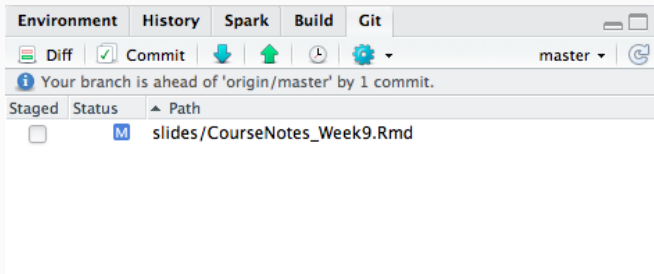 Environment History Spark Build Git
Diff Commit master
Your branch is ahead of 'origin/master' by 1 commit.
Staged Status Path
M slides/CourseNotes_Week9.Rmd